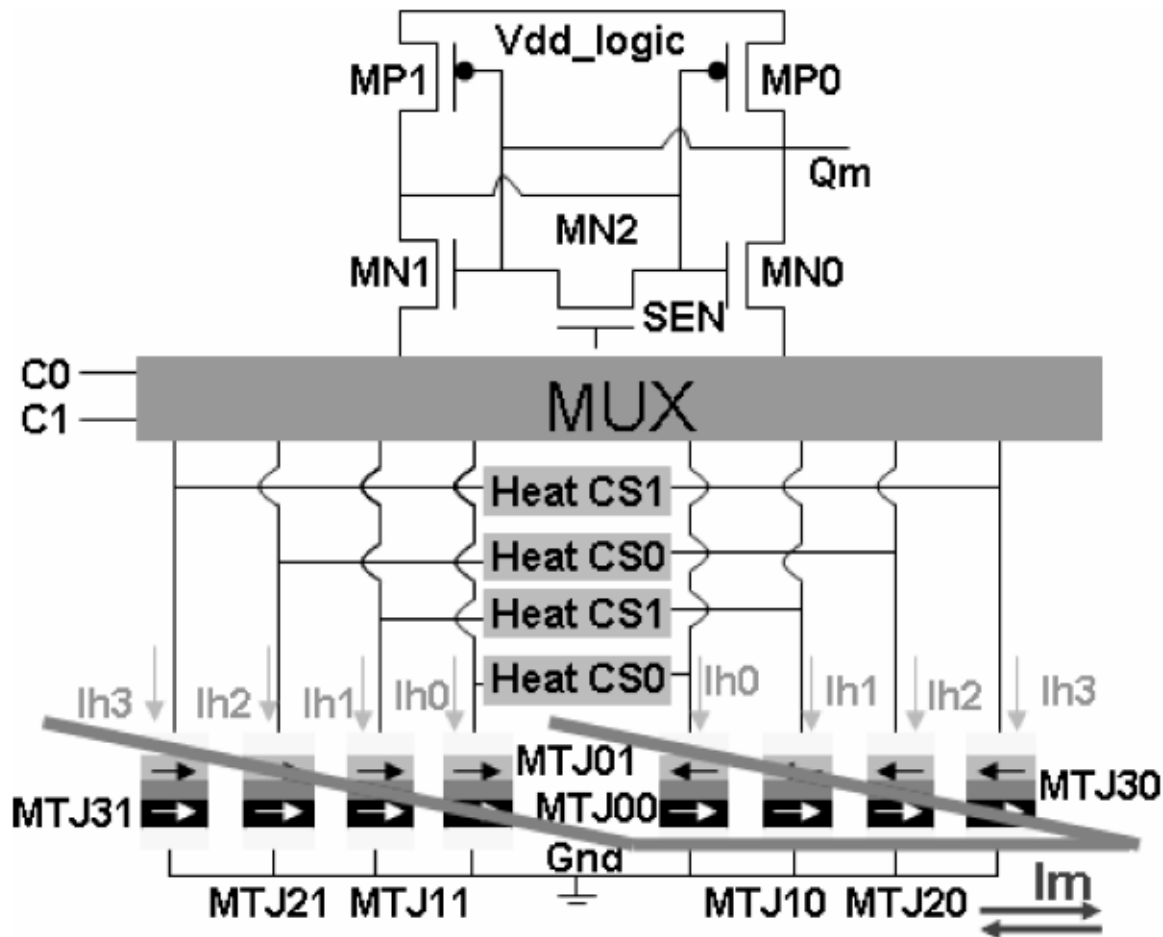 Vdd_logic
MP1
MP0
Qm
MN2
MN1
MN0
SEN
C0
MUX
C1
Heat CS1
Heat CS0
Heat CS1
Heat CS0
Ih3
Ih2
Ih1
Ih0
Ih0
Ih1
Ih2
Ih3
MTJ01
MTJ31
MTJ00
MTJ30
Gnd
MTJ21
MTJ11
MTJ10
MTJ20
Im